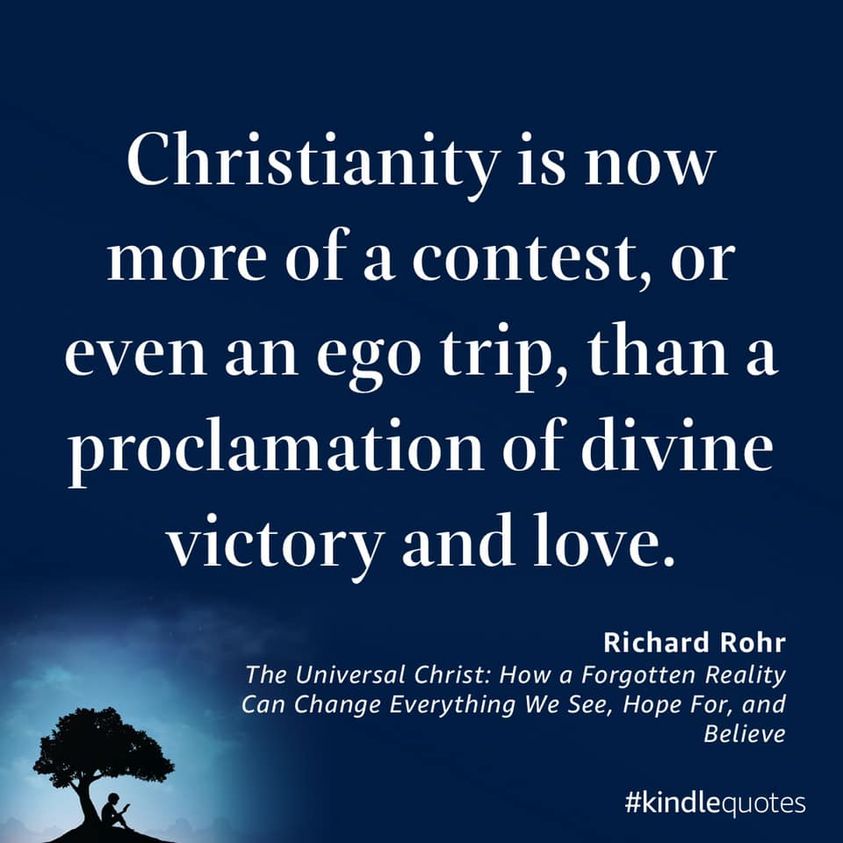 Christianity is now
more of a contest, or
even an ego trip, than a
proclamation of divine
victory and love.
Richard Rohr
The Universal Christ: How a Forgotten Reality
Can Change Everything We See, Hope For, and
Believe
#kindlequotes